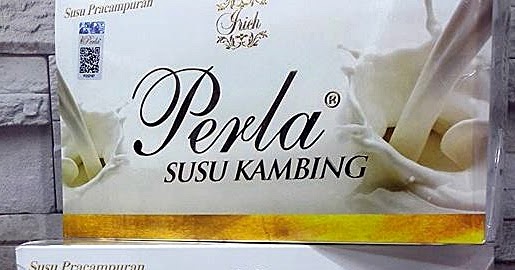 Susu Pracampuran
Irich
Perla®
SUSU KAMBING
Susu Pracampuran